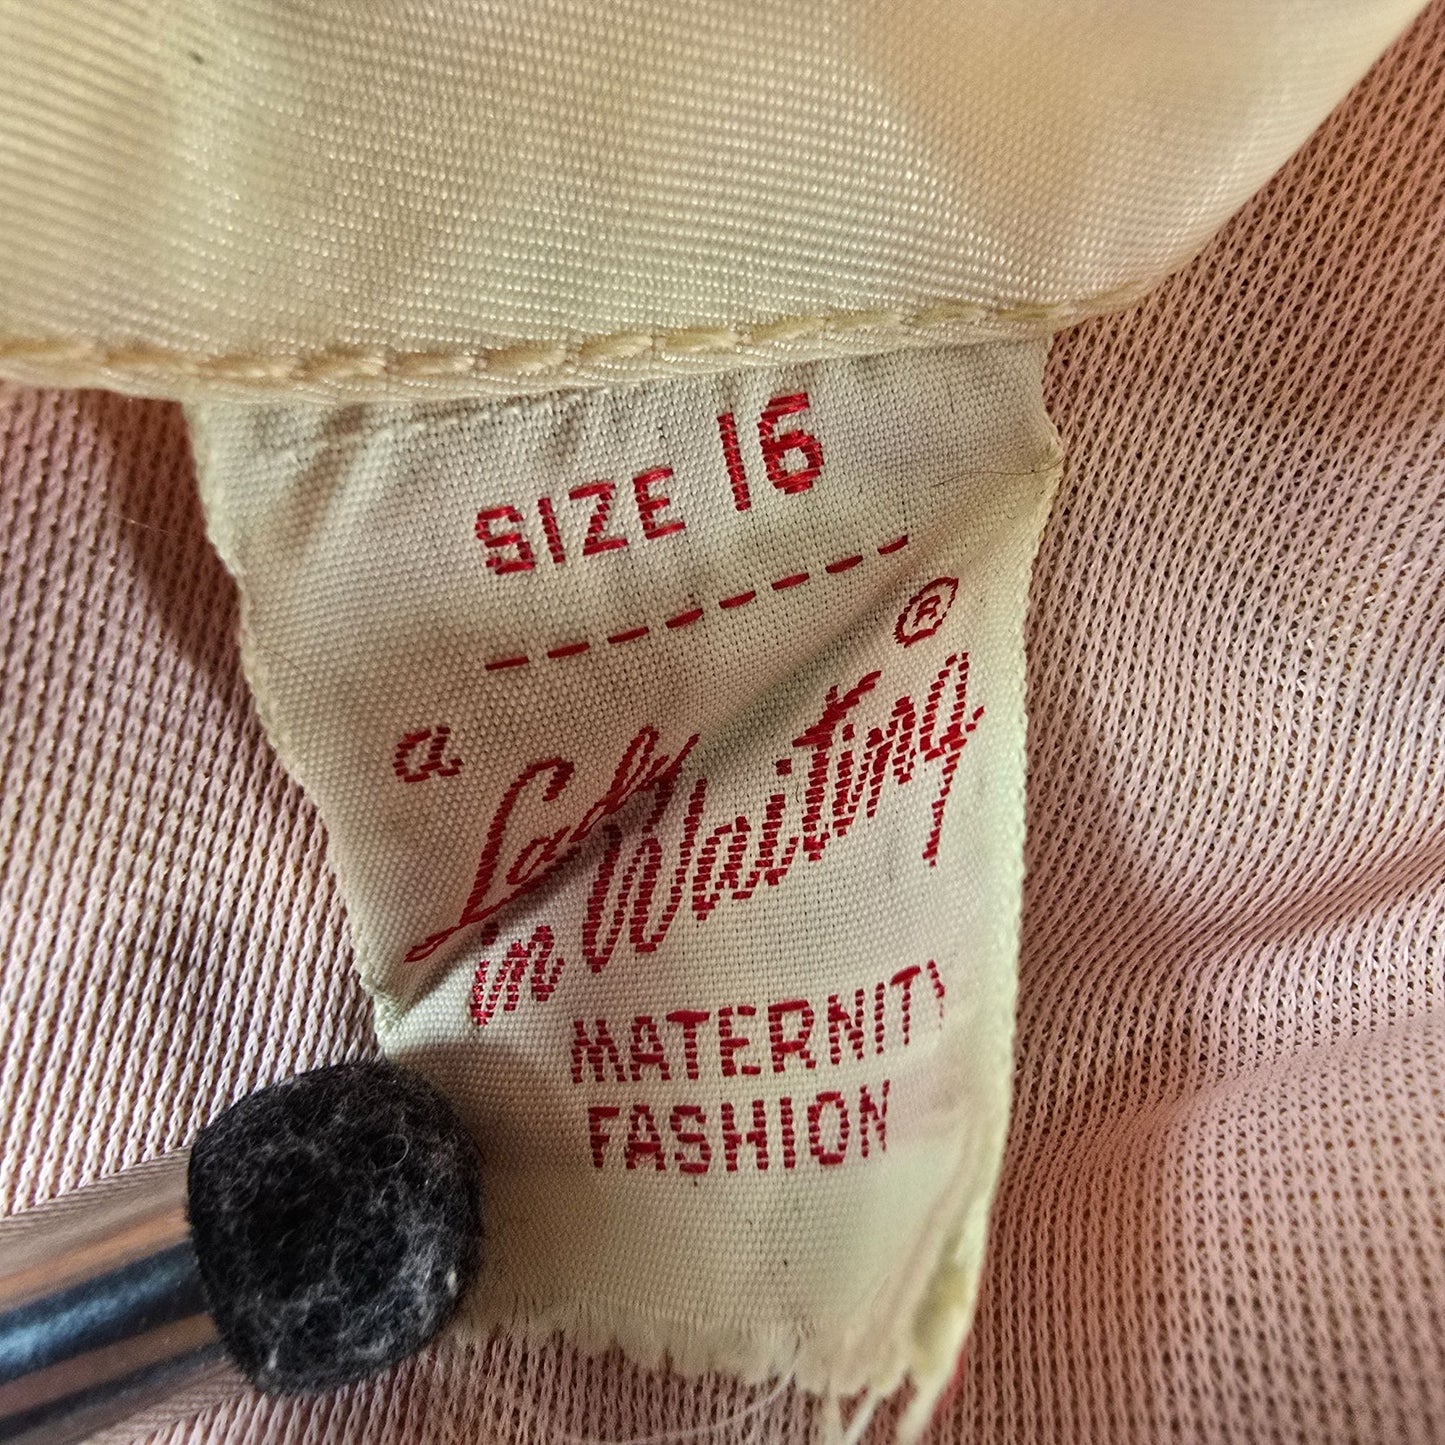 SIZE 16
a ®
Lady
in Waiting
MATERNITY
FASHION